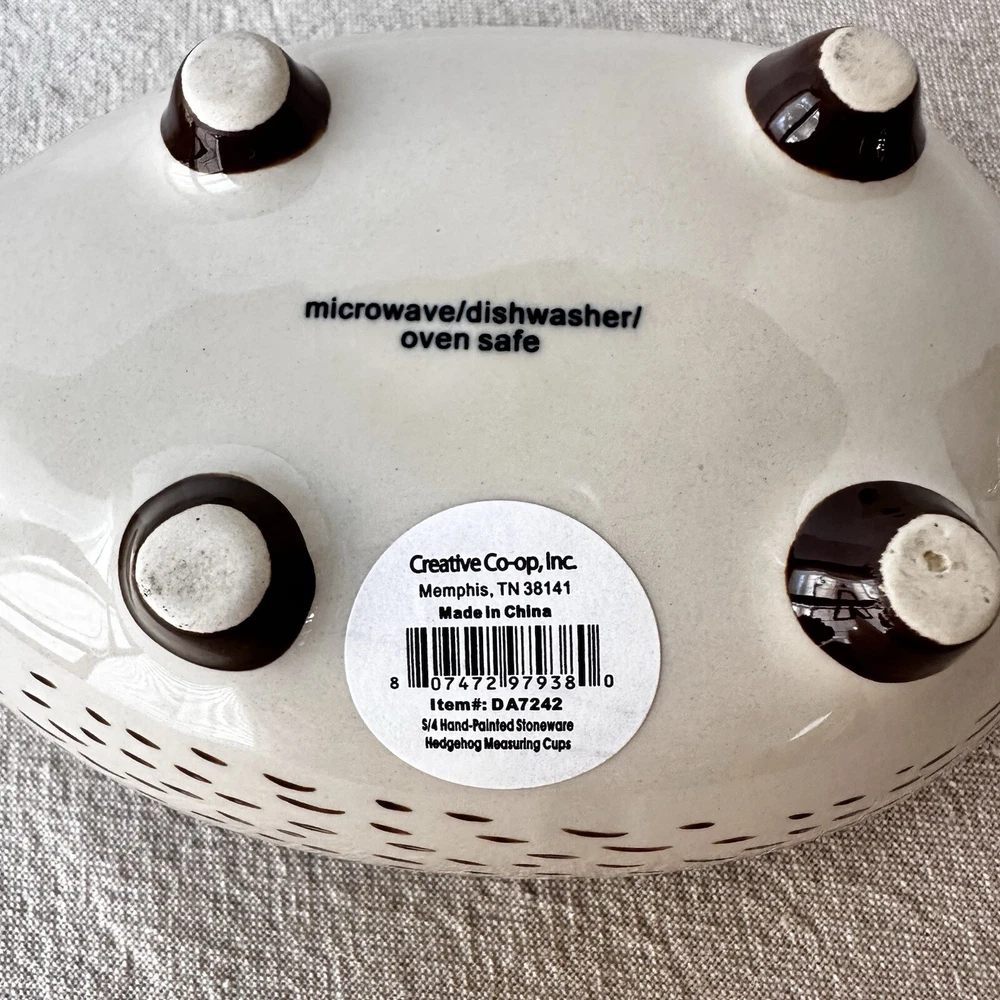 microwave/dishwasher/
oven safe
Creative Co-op, Inc.
Memphis, TN 38141
Made in China
8 07472 97938 0
Item#: DA7242
S/4 Hand-Painted Stoneware
Hedgehog Measuring Cups